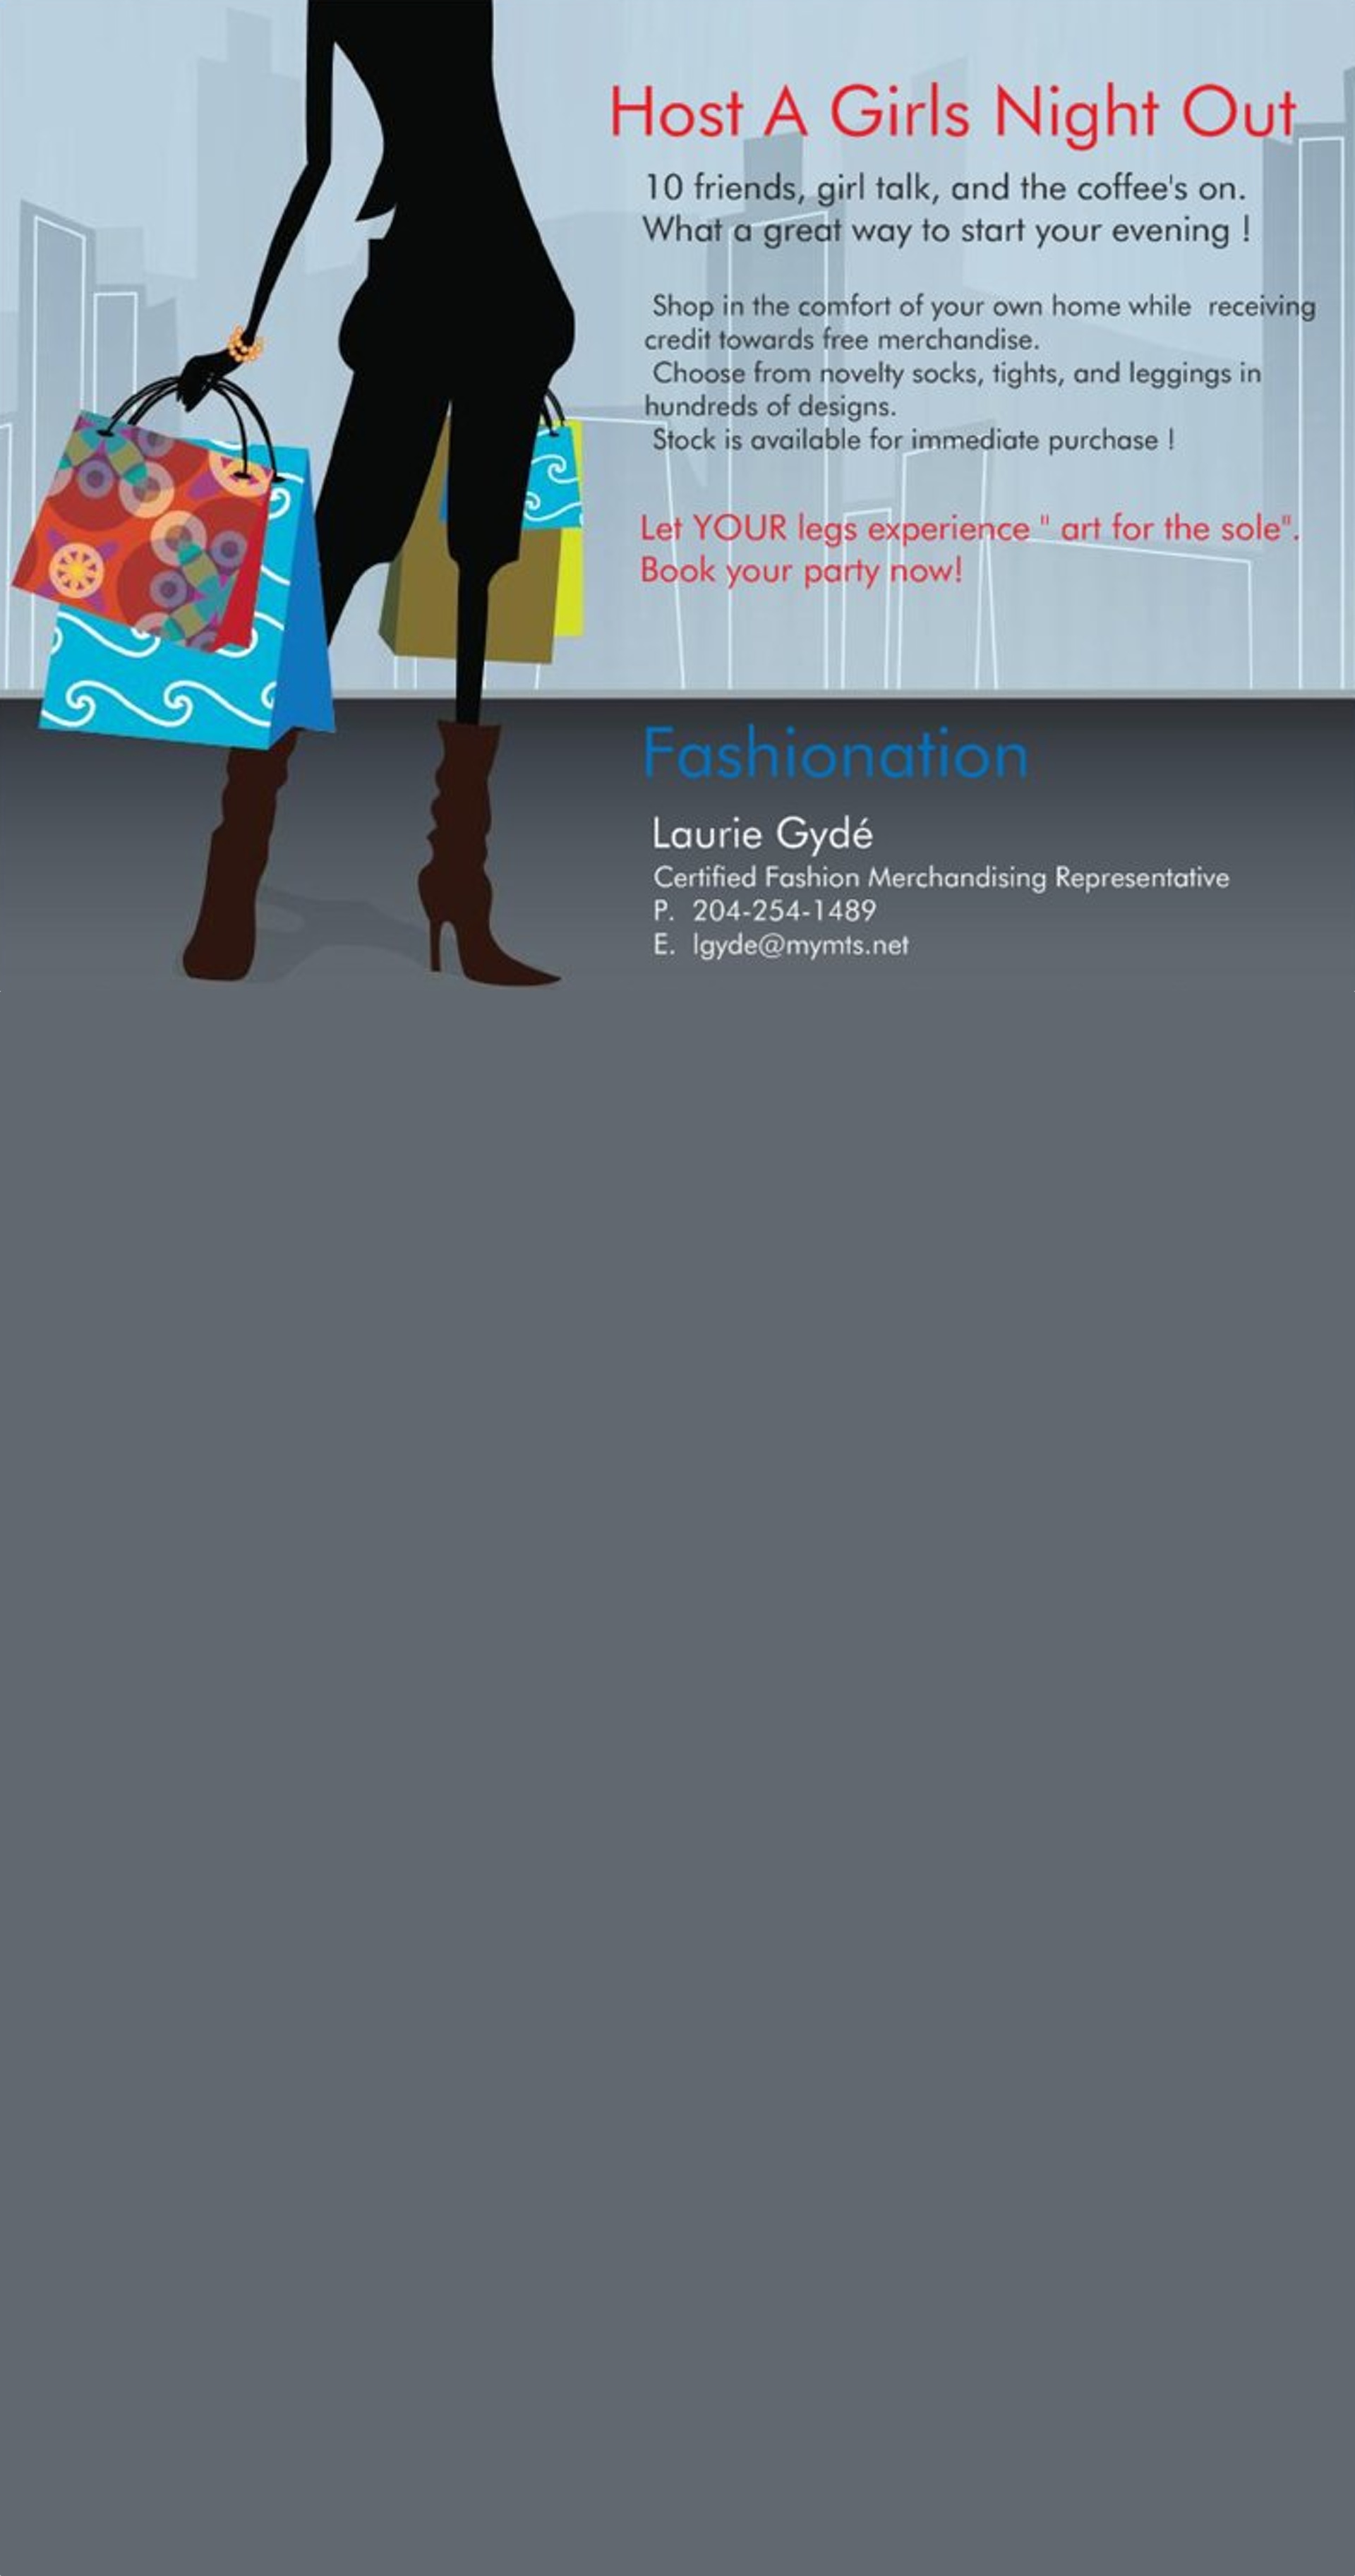 Host A Girls Night Out
10 friends, girl talk, and the coffee's on.
What a great way to start your evening !
Shop in the comfort of your own home while receiving
credit towards free merchandise.
Choose from novelty socks, tights, and leggings in
hundreds of designs.
Stock is available for immediate purchase !
Let YOUR legs experience " art for the sole".
Book your party now!
Fashionation
Laurie Gydé
Certified Fashion Merchandising Representative
P. 204-254-1489
E. lgyde@mymts.net